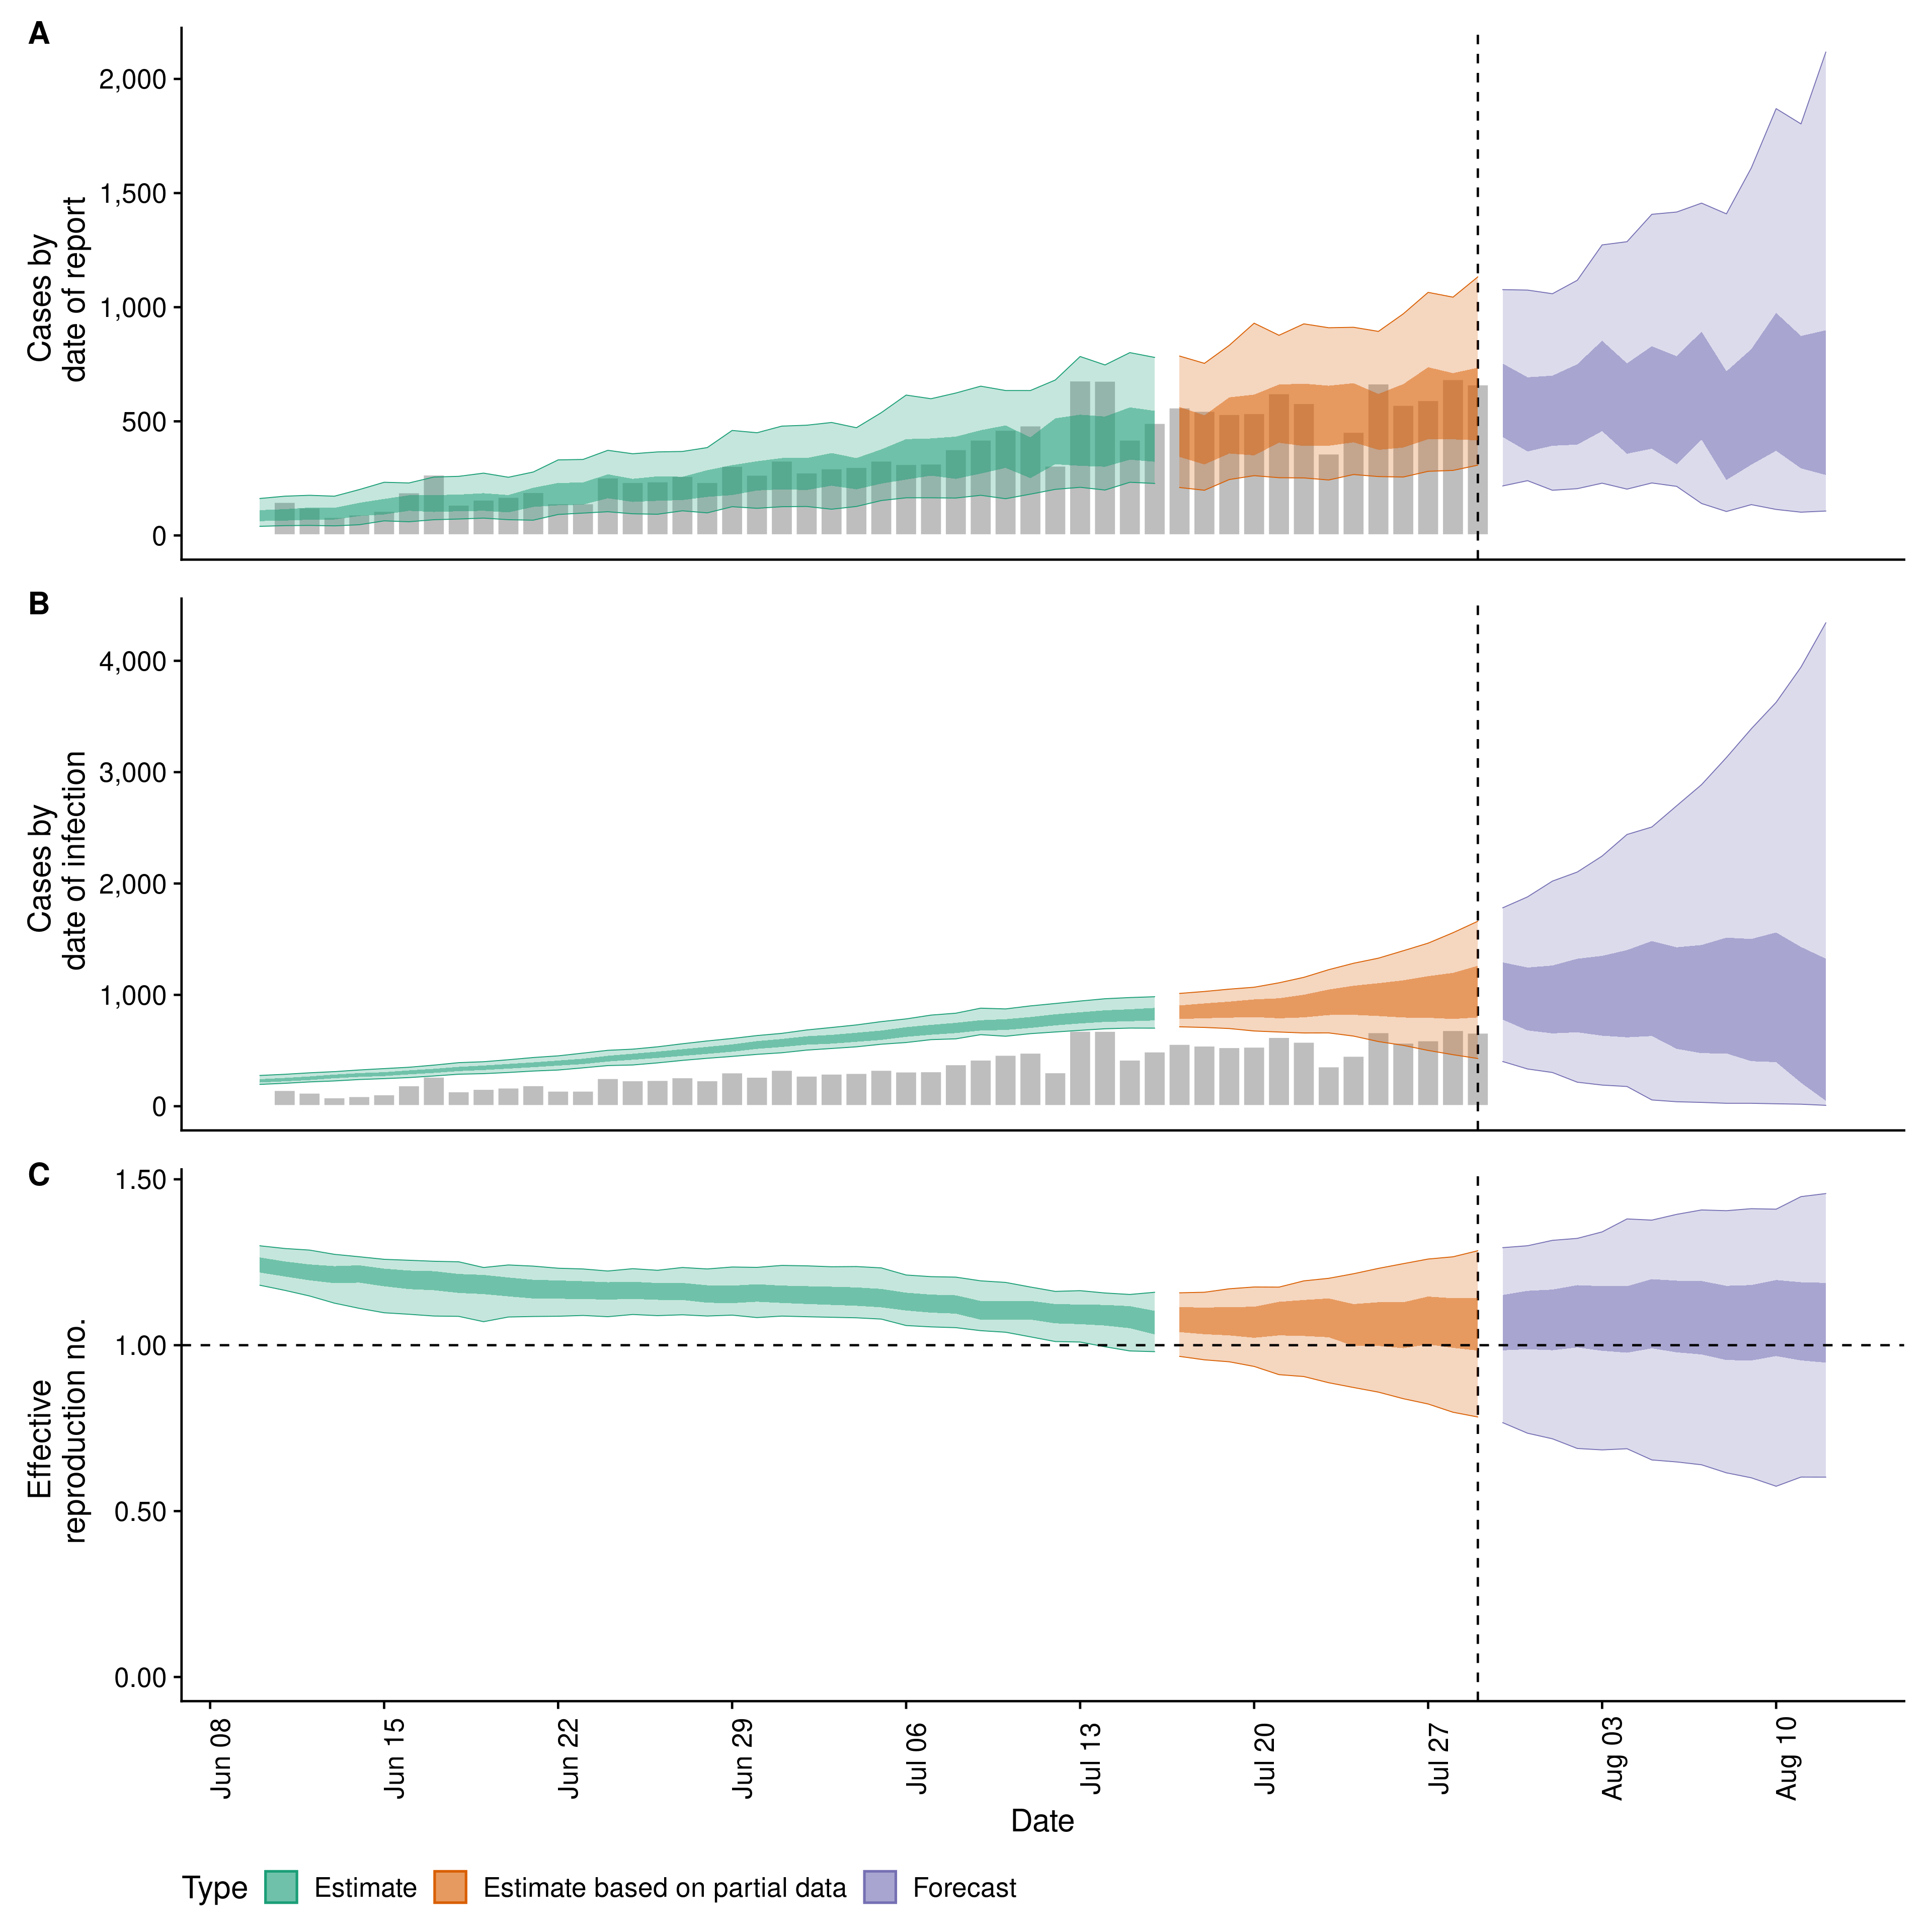 A
2,000
1,500
1,000
500
0
Cases by
date of report
B
4,000
3,000
2,000
1,000
0
Cases by
date of infection
C
1.50
1.00
0.50
0.00
Effective
reproduction no.
Jun 08
Jun 15
Jun 22
Jun 29
Jul 06
Jul 13
Jul 20
Jul 27
Aug 03
Aug 10
Date
Type Estimate Estimate based on partial data Forecast